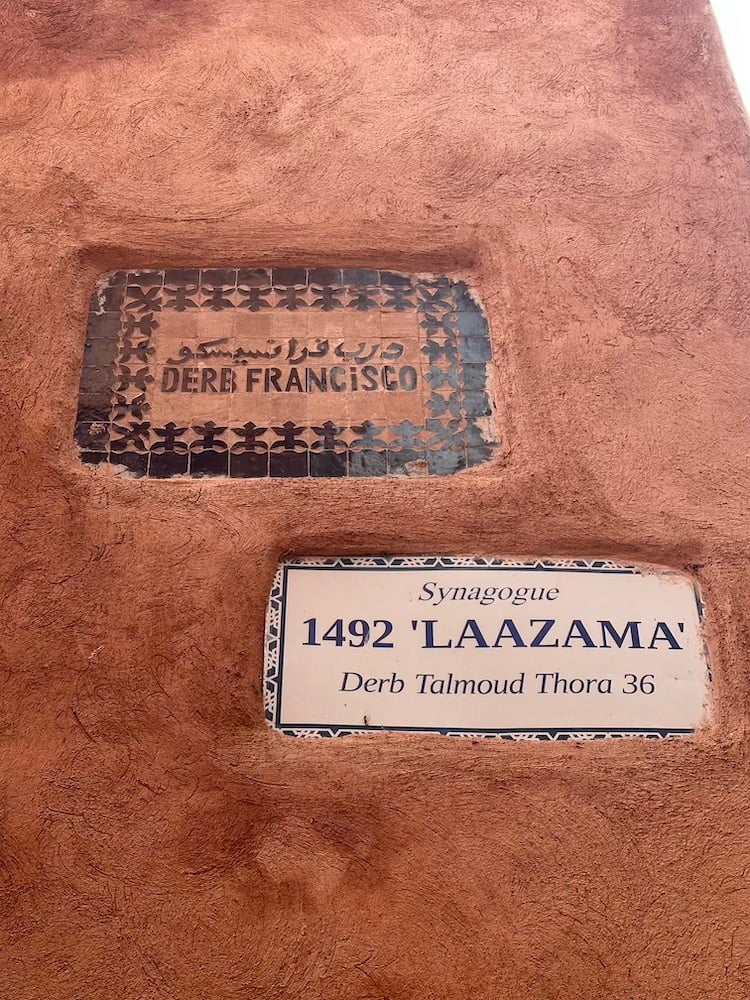 درب فرانسيسكو
DERB FRANCiSCO
Synagogue
1492 'LAAZAMA'
Derb Talmoud Thora 36